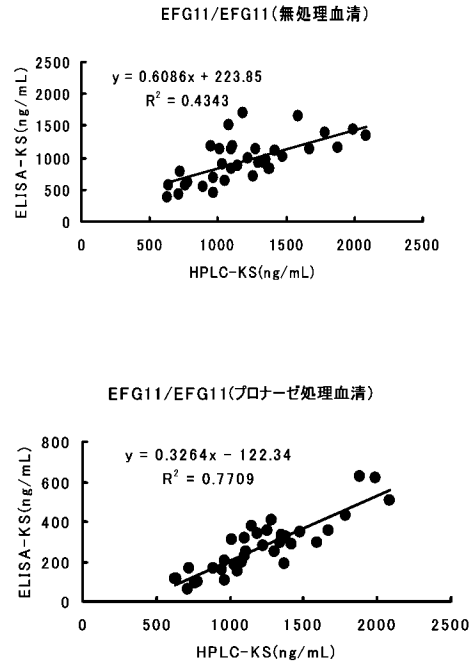 EFG11/EFG11(無処理血清)
y = 0.6086x + 223.85
R² = 0.4343
ELISA-KS(ng/mL)
2500
2000
1500
1000
500
0
0 500 1000 1500 2000 2500
HPLC-KS(ng/mL)
EFG11/EFG11(プロナーゼ処理血清)
y = 0.3264x - 122.34
R² = 0.7709
ELISA-KS(ng/mL)
800
600
400
200
0
0 500 1000 1500 2000 2500
HPLC-KS(ng/mL)